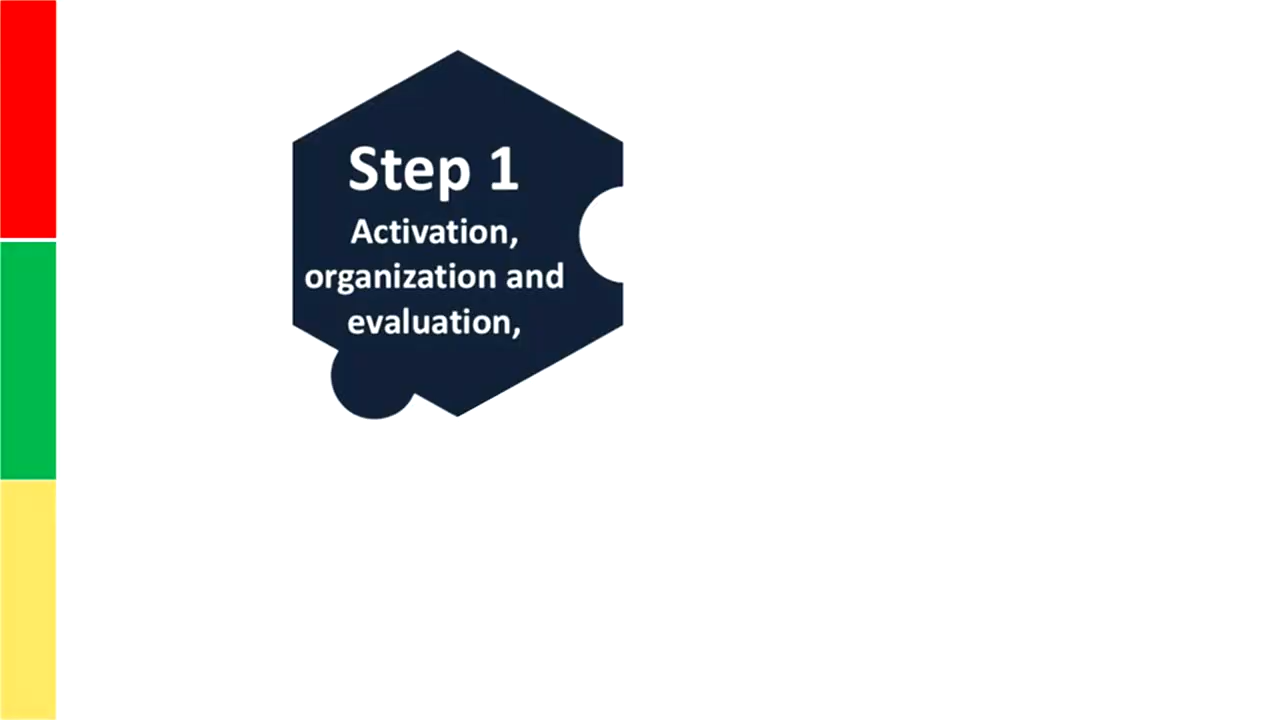 Step 1
Activation,
organization and
evaluation,